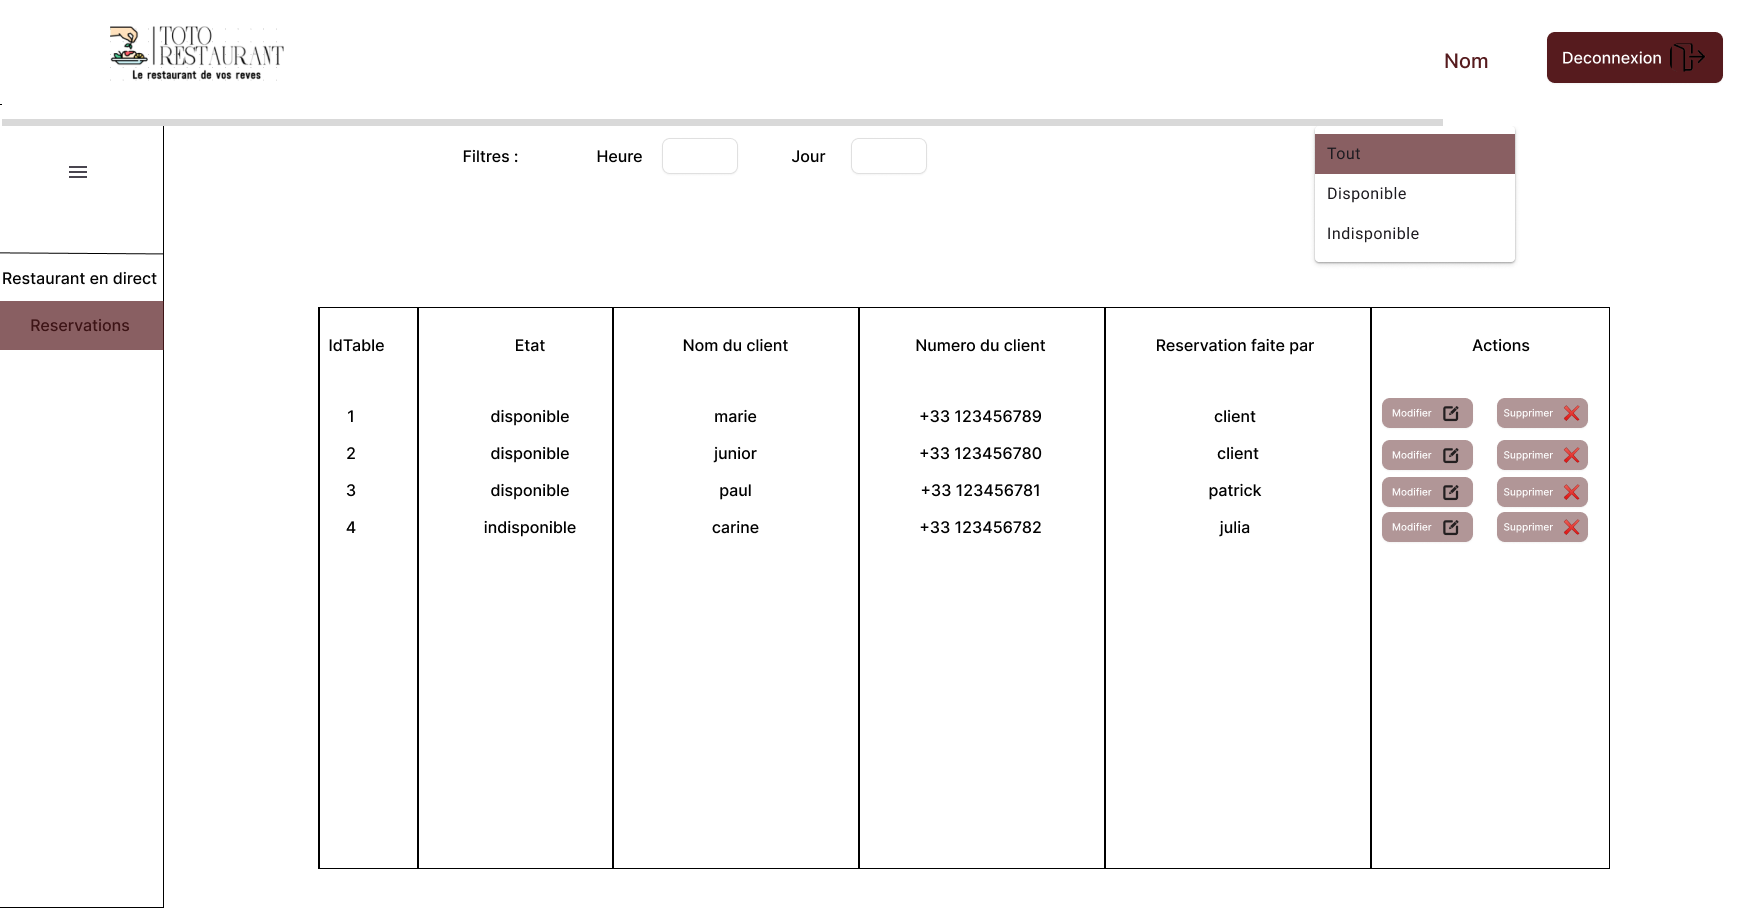 TOTO
RESTAURANT
Le restaurant de vos reves
Nom
Deconnexion
Filtres :
Heure
Jour
Tout
Disponible
Indisponible
Restaurant en direct
Reservations
IdTable Etat Nom du client Numero du client Reservation faite par Actions
1 disponible marie +33 123456789 client Modifier Supprimer
2 disponible junior +33 123456780 client Modifier Supprimer
3 disponible paul +33 123456781 patrick Modifier Supprimer
4 indisponible carine +33 123456782 julia Modifier Supprimer